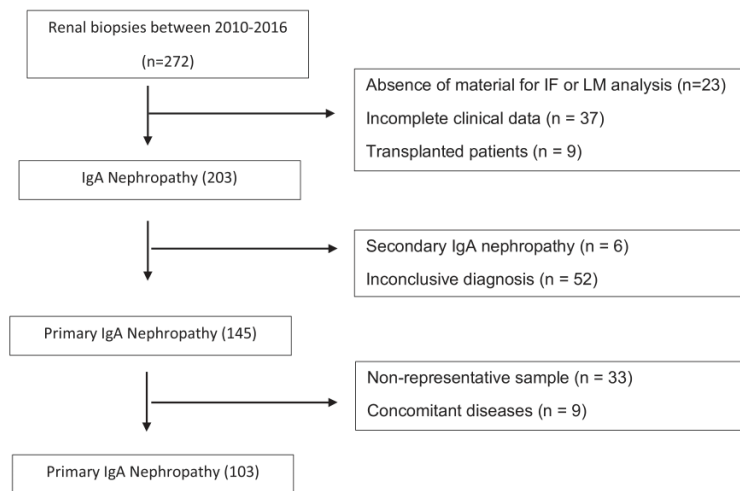 Renal biopsies between 2010-2016
(n=272)
Absence of material for IF or LM analysis (n=23)
Incomplete clinical data (n = 37)
Transplanted patients (n = 9)
IgA Nephropathy (203)
Secondary IgA nephropathy (n = 6)
Inconclusive diagnosis (n = 52)
Primary IgA Nephropathy (145)
Non-representative sample (n = 33)
Concomitant diseases (n = 9)
Primary IgA Nephropathy (103)